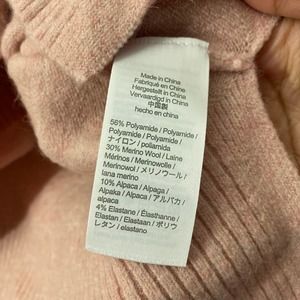 Made in China
Fabriqué en Chine
Hergestellt in China
Vervaardigd in China
中国製
hecho en china
56% Polyamide / Polyamide /
Polyamide / Polyamide /
ナイロン / poliamida
30% Merino Wool / Laine
Mérinos / Merinowolle /
Merinowol / メリノウール /
lana merino
10% Alpaca / Alpaga /
Alpaka / Alpaca / アルパカ /
alpaca
4% Elastane / Élasthanne /
Elastan / Elastaan / ポリウ
レタン / elastano